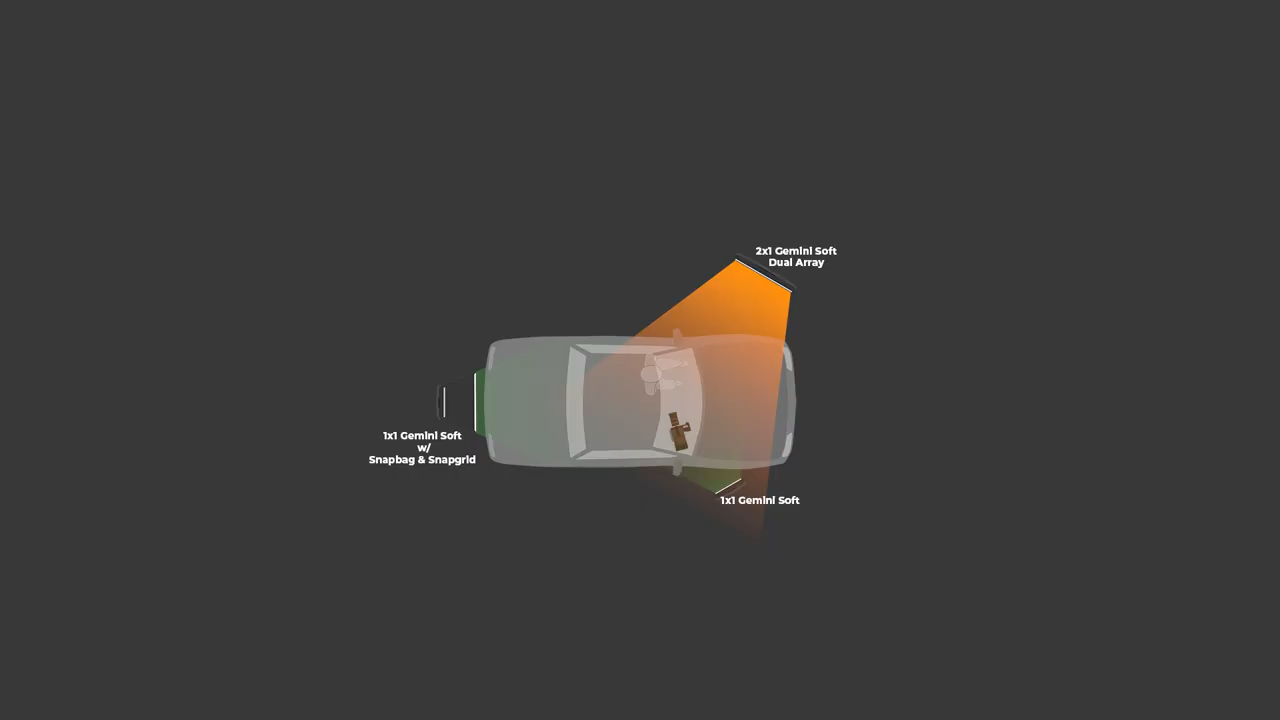 2x1 Gemini Soft
Dual Array
1x1 Gemini Soft
w/
Snapbag & Snapgrid
1x1 Gemini Soft